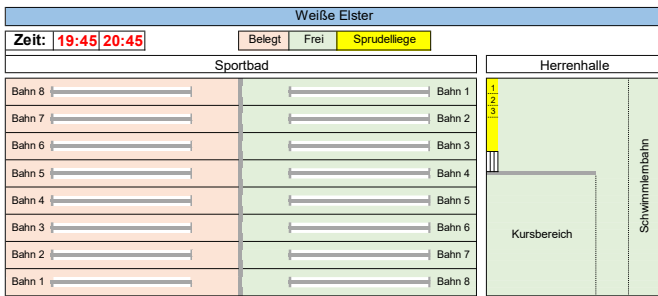 Weiße Elster
Zeit: 19:45 20:45 Belegt Frei Sprudelliege
Sportbad Herrenhalle
Bahn 8 Bahn 1 1
2
Bahn 7 Bahn 2 3
Bahn 6 Bahn 3
Bahn 5 Bahn 4
Bahn 4 Bahn 5
Bahn 3 Bahn 6
Bahn 2 Bahn 7
Bahn 1 Bahn 8
Kursbereich
Schwimmlernbahn